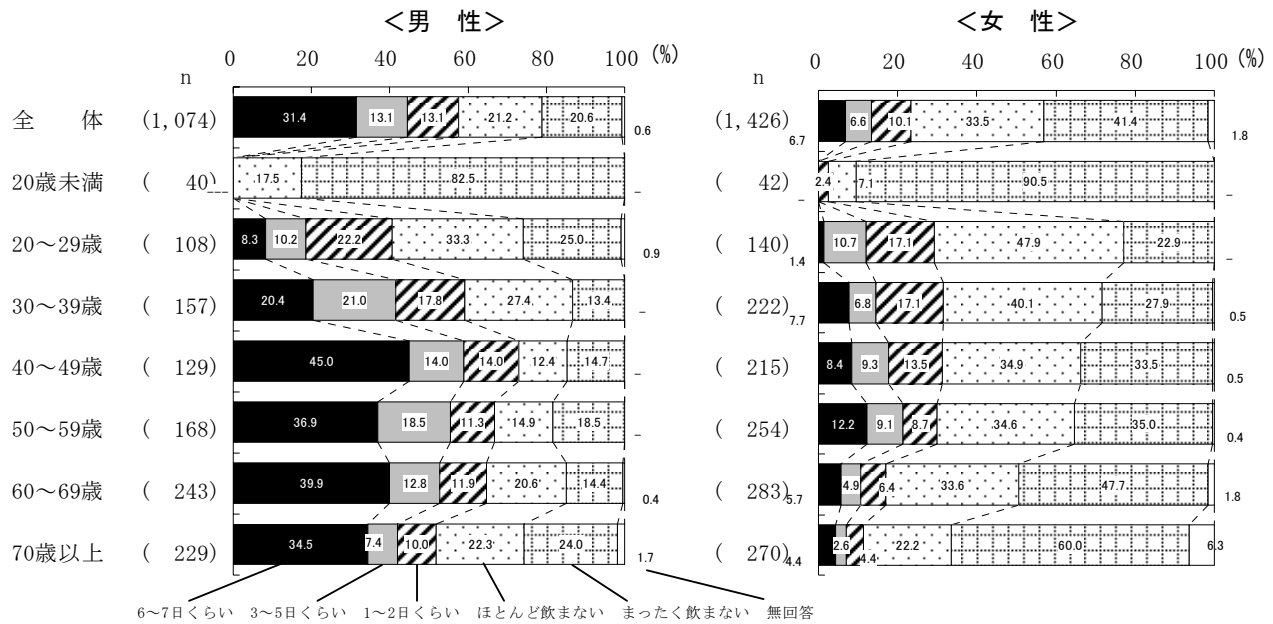 ＜男　性＞　＜女　性＞
0 20 40 60 80 100 (%) 0 20 40 60 80 100 (%)
n n
全　体 (1,074) 31.4 13.1 13.1 21.2 20.6 0.6 (1,426) 6.7 6.6 10.1 33.5 41.4 1.8
20歳未満 ( 40) – – – 17.5 82.5 – ( 42) – 2.4 7.1 90.5 –
20～29歳 ( 108) 8.3 10.2 22.2 33.3 25.0 0.9 ( 140) 1.4 10.7 17.1 47.9 22.9 –
30～39歳 ( 157) 20.4 21.0 17.8 27.4 13.4 – ( 222) 7.7 6.8 17.1 40.1 27.9 0.5
40～49歳 ( 129) 45.0 14.0 14.0 12.4 14.7 – ( 215) 8.4 9.3 13.5 34.9 33.5 0.5
50～59歳 ( 168) 36.9 18.5 11.3 14.9 18.5 – ( 254) 12.2 9.1 8.7 34.6 35.0 0.4
60～69歳 ( 243) 39.9 12.8 11.9 20.6 14.4 0.4 ( 283) 5.7 4.9 6.4 33.6 47.7 1.8
70歳以上 ( 229) 34.5 7.4 10.0 22.3 24.0 1.7 ( 270) 4.4 2.6 4.4 22.2 60.0 6.3
6～7日くらい 3～5日くらい 1～2日くらい ほとんど飲まない まったく飲まない 無回答